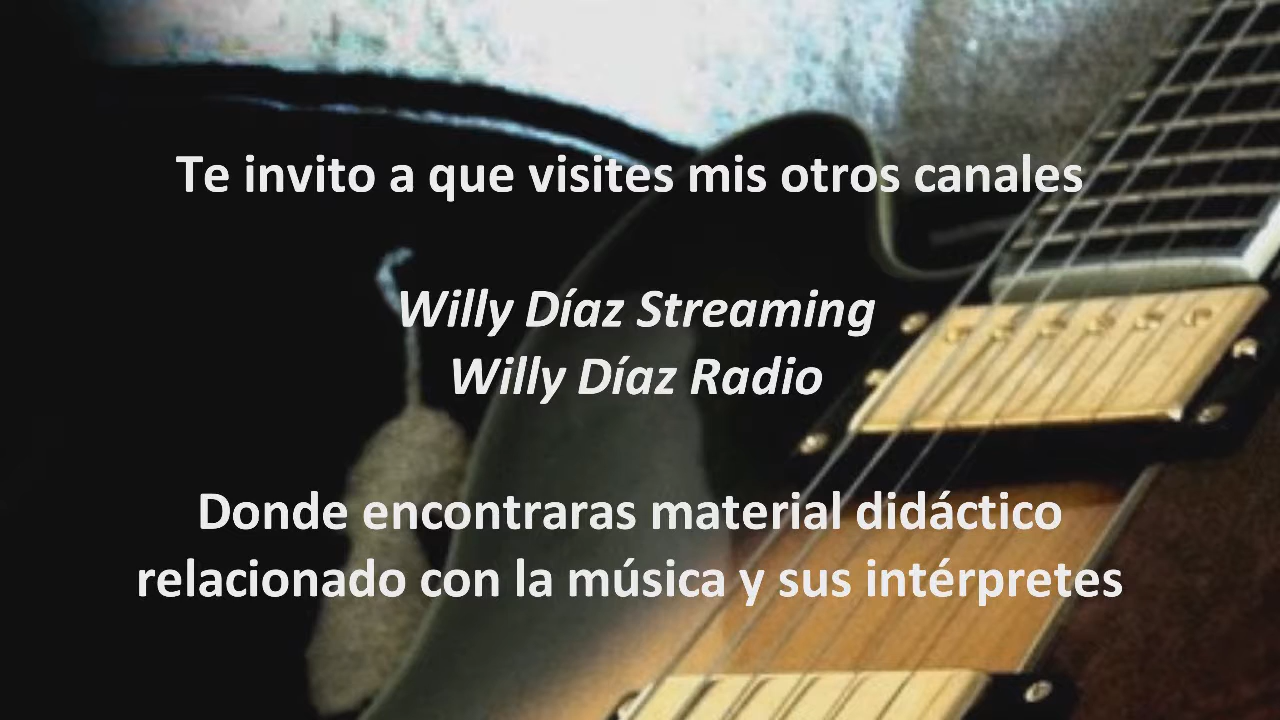 Te invito a que visites mis otros canales
Willy Díaz Streaming
Willy Díaz Radio
Donde encontraras material didáctico
relacionado con la música y sus intérpretes